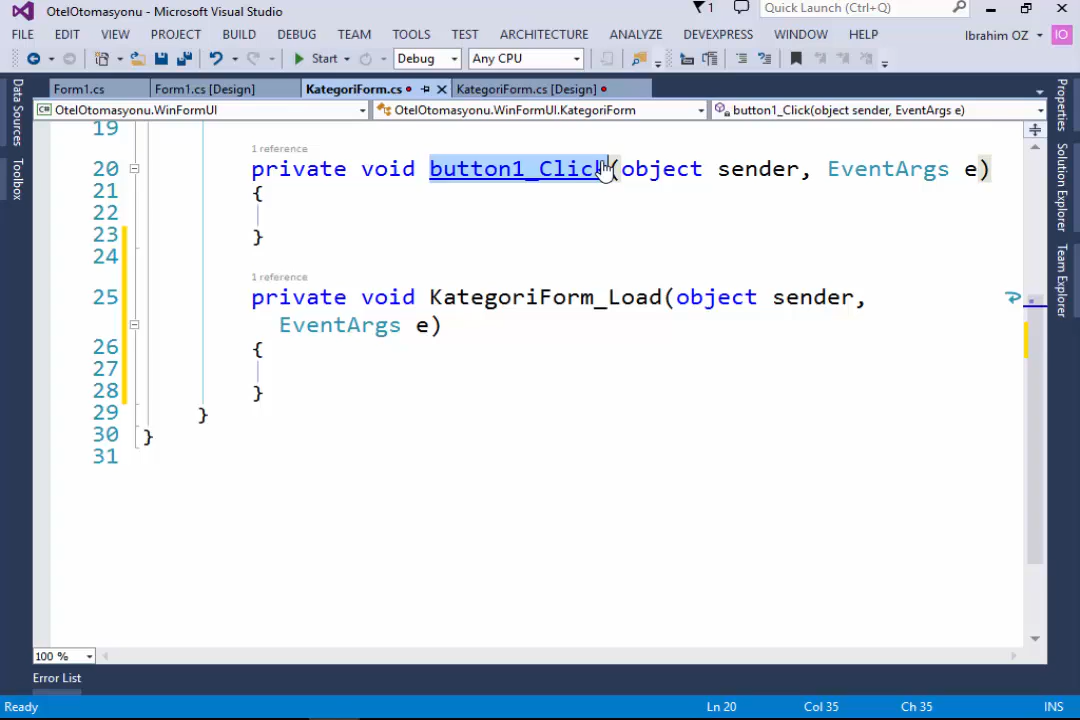 OtelOtomasyonu - Microsoft Visual Studio
1
Quick Launch (Ctrl+Q)
FILE EDIT VIEW PROJECT BUILD DEBUG TEAM TOOLS TEST ARCHITECTURE ANALYZE DEVEXPRESS WINDOW HELP Ibrahim OZ IO
Start Debug Any CPU
Form1.cs Form1.cs [Design] KategoriForm.cs KategoriForm.cs [Design]
C# OtelOtomasyonu.WinFormUI OtelOtomasyonu.WinFormUI.KategoriForm button1_Click(object sender, EventArgs e)
Data Sources
Toolbox
Properties
Solution Explorer
Team Explorer
19
1 reference
20 private void button1_Click(object sender, EventArgs e)
21 {
22
23 }
24
1 reference
25 private void KategoriForm_Load(object sender,
EventArgs e)
26 {
27
28 }
29 }
30 }
31
100 %
Error List
Ready Ln 20 Col 35 Ch 35 INS